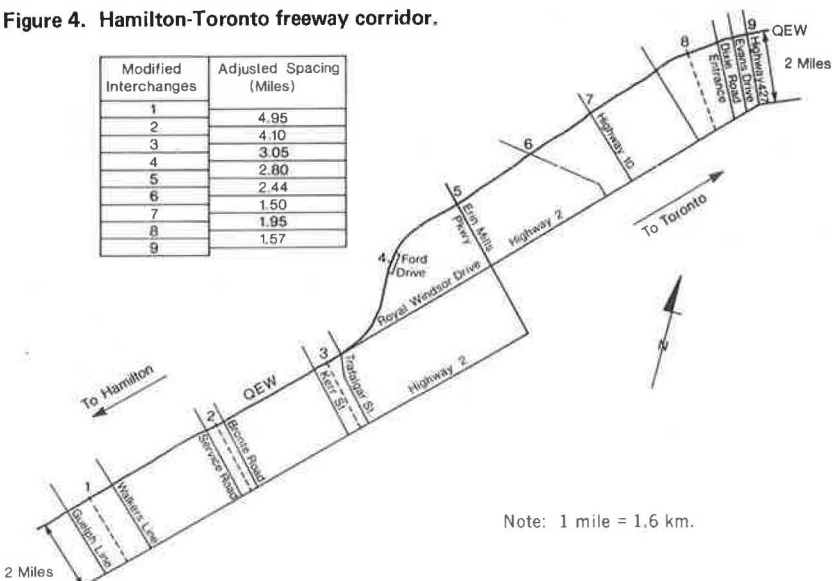 Figure 4. Hamilton-Toronto freeway corridor.
Modified Interchanges
Adjusted Spacing (Miles)
1
4.95
2
4.10
3
3.05
4
2.80
5
2.44
6
1.50
7
1.95
8
1.57
9
QEW
2 Miles
9
Highway 427
Evans Drive
Dixie Road
Entrance
8
7
Highway 10
6
5
Erin Mills
Pkwy
Highway 2
To Toronto
4
Ford
Drive
Royal Windsor Drive
N
3
Kerr St
Trafalgar St
Highway 2
QEW
To Hamilton
2
Service Road
Bronte Road
1
Guelph Line
Walkers Line
2 Miles
Note: 1 mile = 1.6 km.